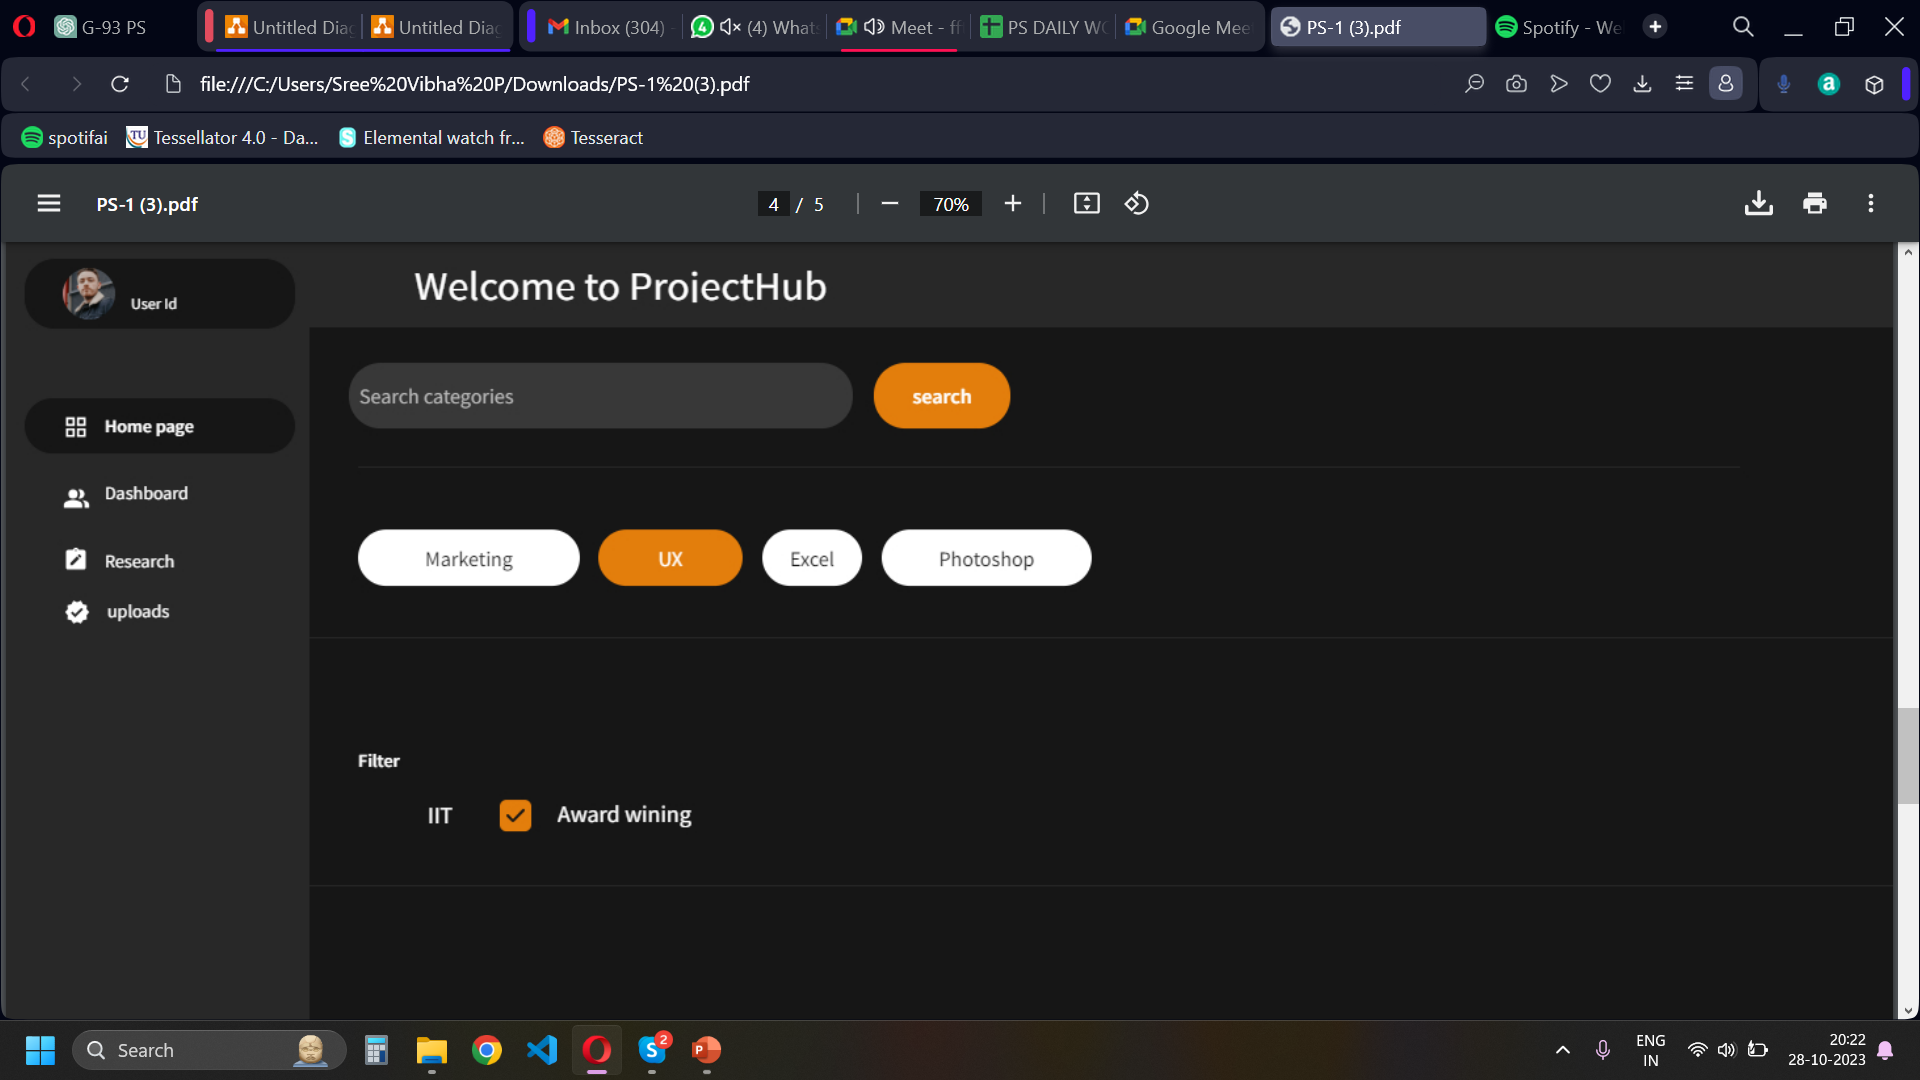 G-93 PS
Untitled Dia
Untitled Dia
Inbox (304)
(4) What
Meet - ff
PS DAILY WO
Google Mee
PS-1 (3).pdf
Spotify - We
file:///C:/Users/Sree%20Vibha%20P/Downloads/PS-1%20(3).pdf
spotifai
Tessellator 4.0 - Da...
Elemental watch fr...
Tesseract
PS-1 (3).pdf
4 / 5
70%
User Id
Welcome to ProjectHub
Search categories
search
Home page
Dashboard
Research
uploads
Marketing
UX
Excel
Photoshop
Filter
IIT
Award wining
Search
2
ENG
IN
20:22
28-10-2023